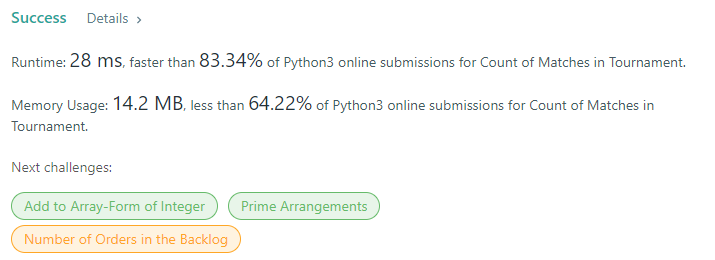 Success Details ›
Runtime: 28 ms, faster than 83.34% of Python3 online submissions for Count of Matches in Tournament.
Memory Usage: 14.2 MB, less than 64.22% of Python3 online submissions for Count of Matches in
Tournament.
Next challenges:
Add to Array-Form of Integer Prime Arrangements
Number of Orders in the Backlog